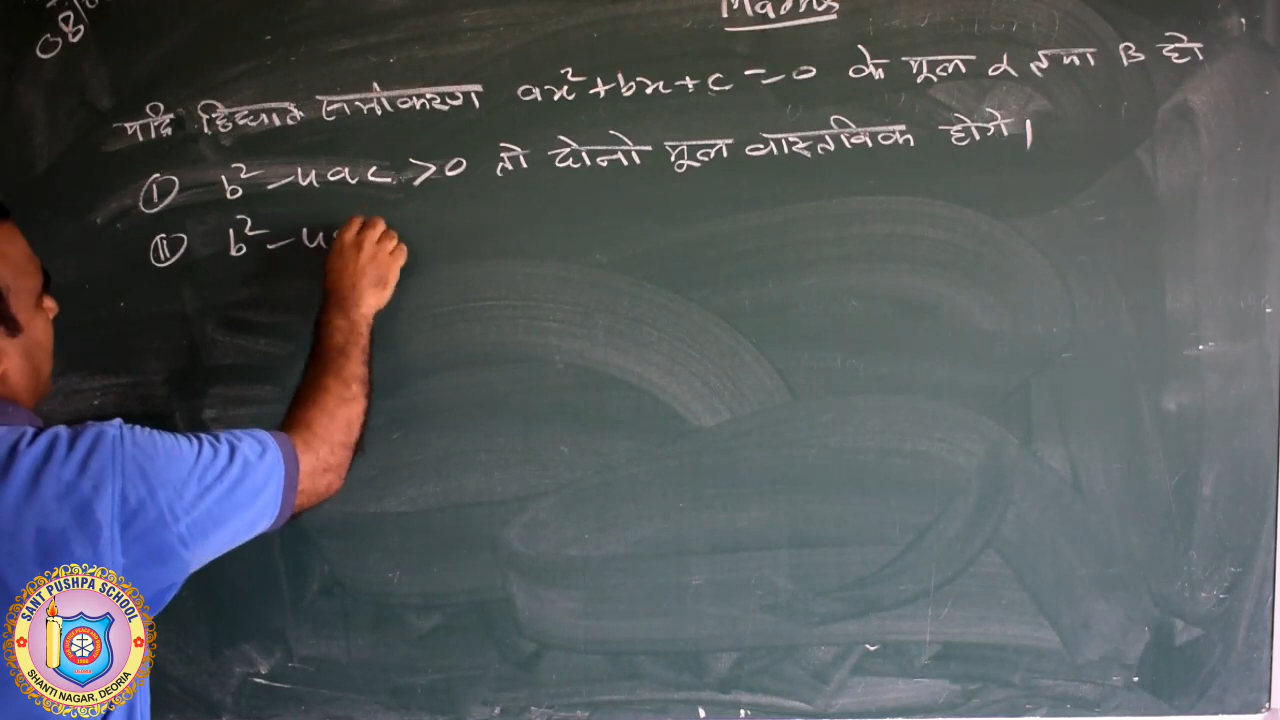 08/
Maths
यदि द्विघात समीकरण ax²+bx+c=0 के मूल α तथा β हो
(I) b²-4ac>0 तो दोनो मूल वास्तविक होगे।
(II) b²-4
SANT PUSHPA SCHOOL
SHANTI NAGAR, DEORIA